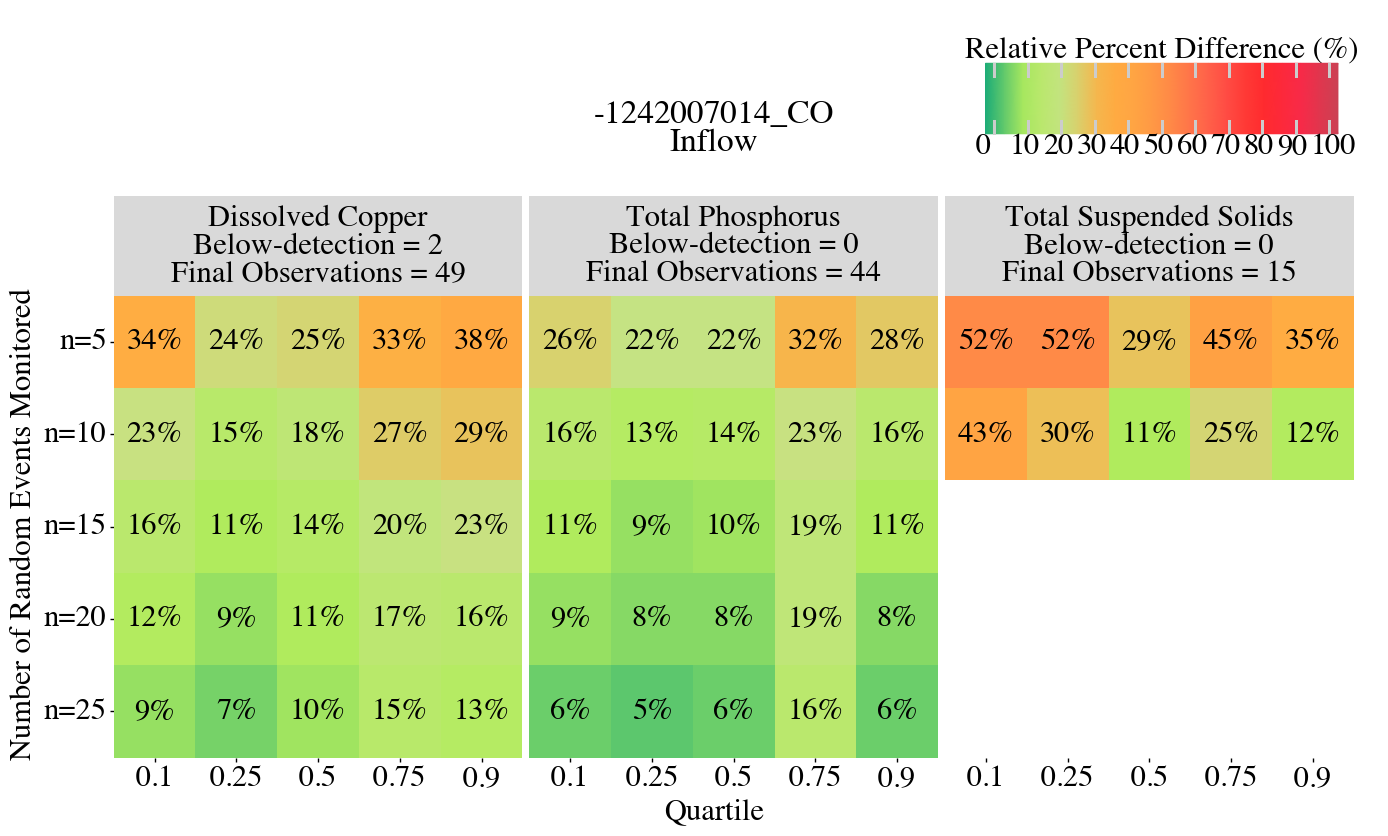 Relative Percent Difference (%)
0 10 20 30 40 50 60 70 80 90 100
-1242007014_CO
Inflow
Dissolved Copper
Below-detection = 2
Final Observations = 49
Total Phosphorus
Below-detection = 0
Final Observations = 44
Total Suspended Solids
Below-detection = 0
Final Observations = 15
Number of Random Events Monitored
n=5 34% 24% 25% 33% 38% 26% 22% 22% 32% 28% 52% 52% 29% 45% 35%
n=10 23% 15% 18% 27% 29% 16% 13% 14% 23% 16% 43% 30% 11% 25% 12%
n=15 16% 11% 14% 20% 23% 11% 9% 10% 19% 11%
n=20 12% 9% 11% 17% 16% 9% 8% 8% 19% 8%
n=25 9% 7% 10% 15% 13% 6% 5% 6% 16% 6%
0.1 0.25 0.5 0.75 0.9 0.1 0.25 0.5 0.75 0.9 0.1 0.25 0.5 0.75 0.9
Quartile